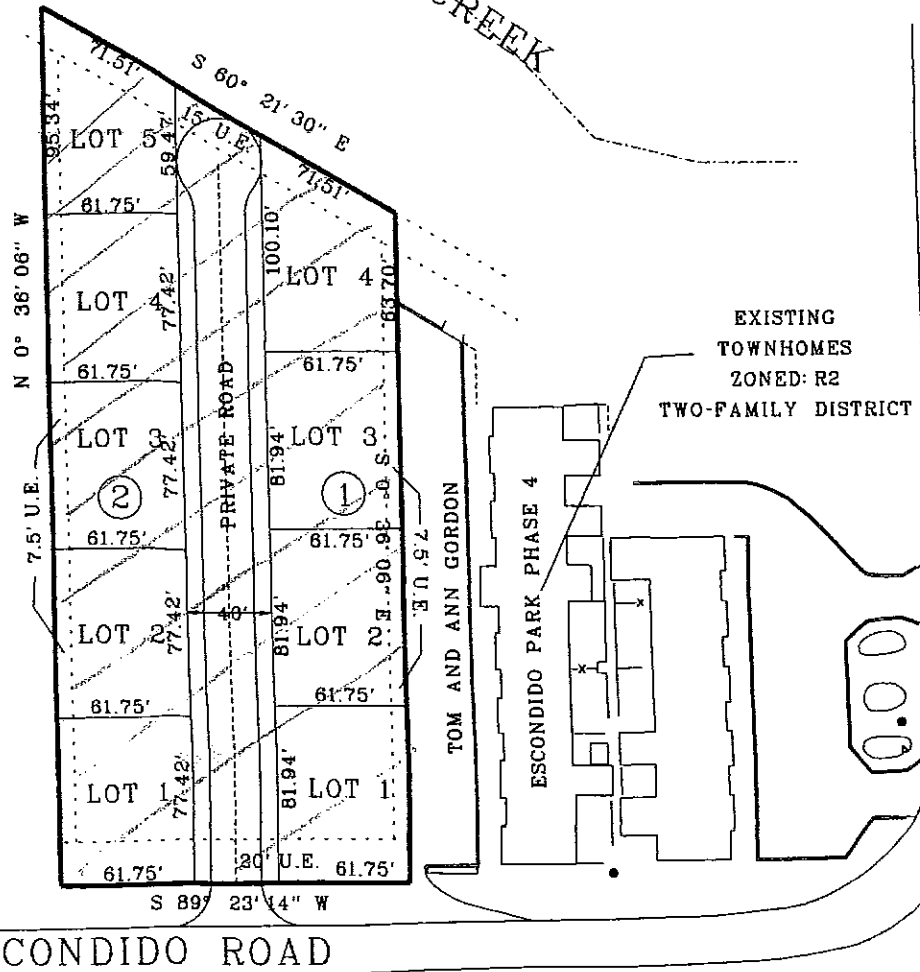 CREEK
71.51'
S 60° 21' 30" E
15' U.E.
95.34'
LOT 5
59.47'
71.51'
61.75'
100.10'
LOT 4
63.70'
N 0° 36' 06" W
LOT 4
77.42'
EXISTING
TOWNHOMES
ZONED: R2
TWO-FAMILY DISTRICT
61.75'
61.75'
PRIVATE ROAD
LOT 3
77.42'
LOT 3
81.94'
S 0° 36' 06" E
2
1
7.5' U.E.
61.75'
61.75'
7.5' U.E.
TOM AND ANN GORDON
ESCONDIDO PARK PHASE 4
40'
LOT 2
77.42'
LOT 2
81.94'
61.75'
61.75'
LOT 1
77.42'
LOT 1
81.94'
61.75'
20' U.E.
61.75'
S 89° 23' 14" W
CONDIDO ROAD